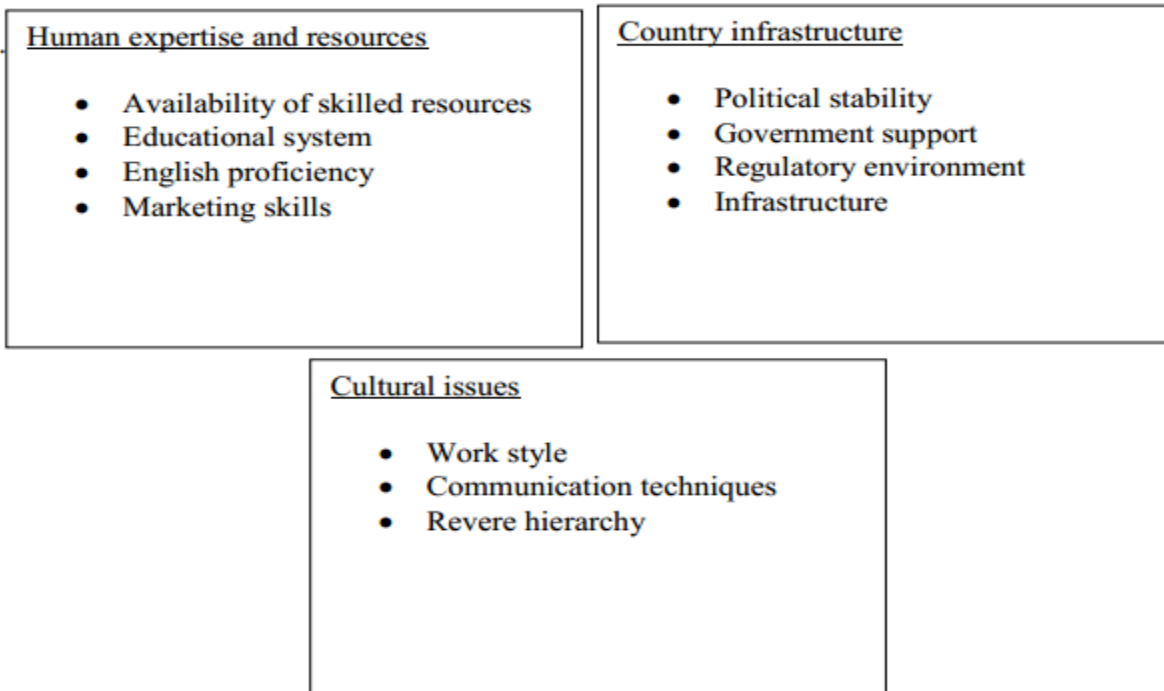 Human expertise and resources
• Availability of skilled resources
• Educational system
• English proficiency
• Marketing skills
Country infrastructure
• Political stability
• Government support
• Regulatory environment
• Infrastructure
Cultural issues
• Work style
• Communication techniques
• Revere hierarchy